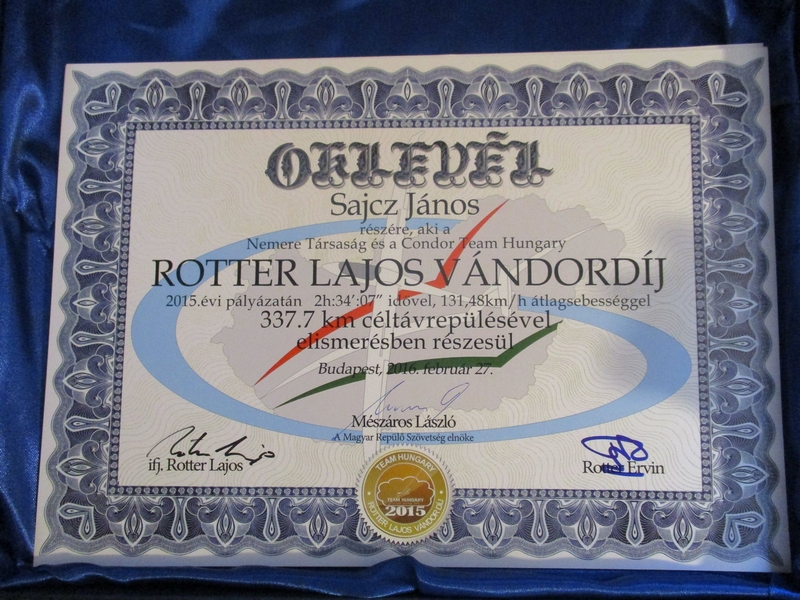 OKLEVÉL
Sajcz János
részére, aki a
Nemere Társaság és a Condor Team Hungary
ROTTER LAJOS VÁNDORDÍJ
2015.évi pályázatán 2h:34':07" idővel, 131,48km/h átlagsebességgel
337.7 km céltávrepülésével
elismerésben részesül
Budapest, 2016. február 27.
Mészáros László
A Magyar Repülő Szövetség elnöke
ifj. Rotter Lajos
Rotter Ervin
TEAM HUNGARY
TEAM HUNGARY
2015
ROTTER LAJOS VÁNDORDÍJ